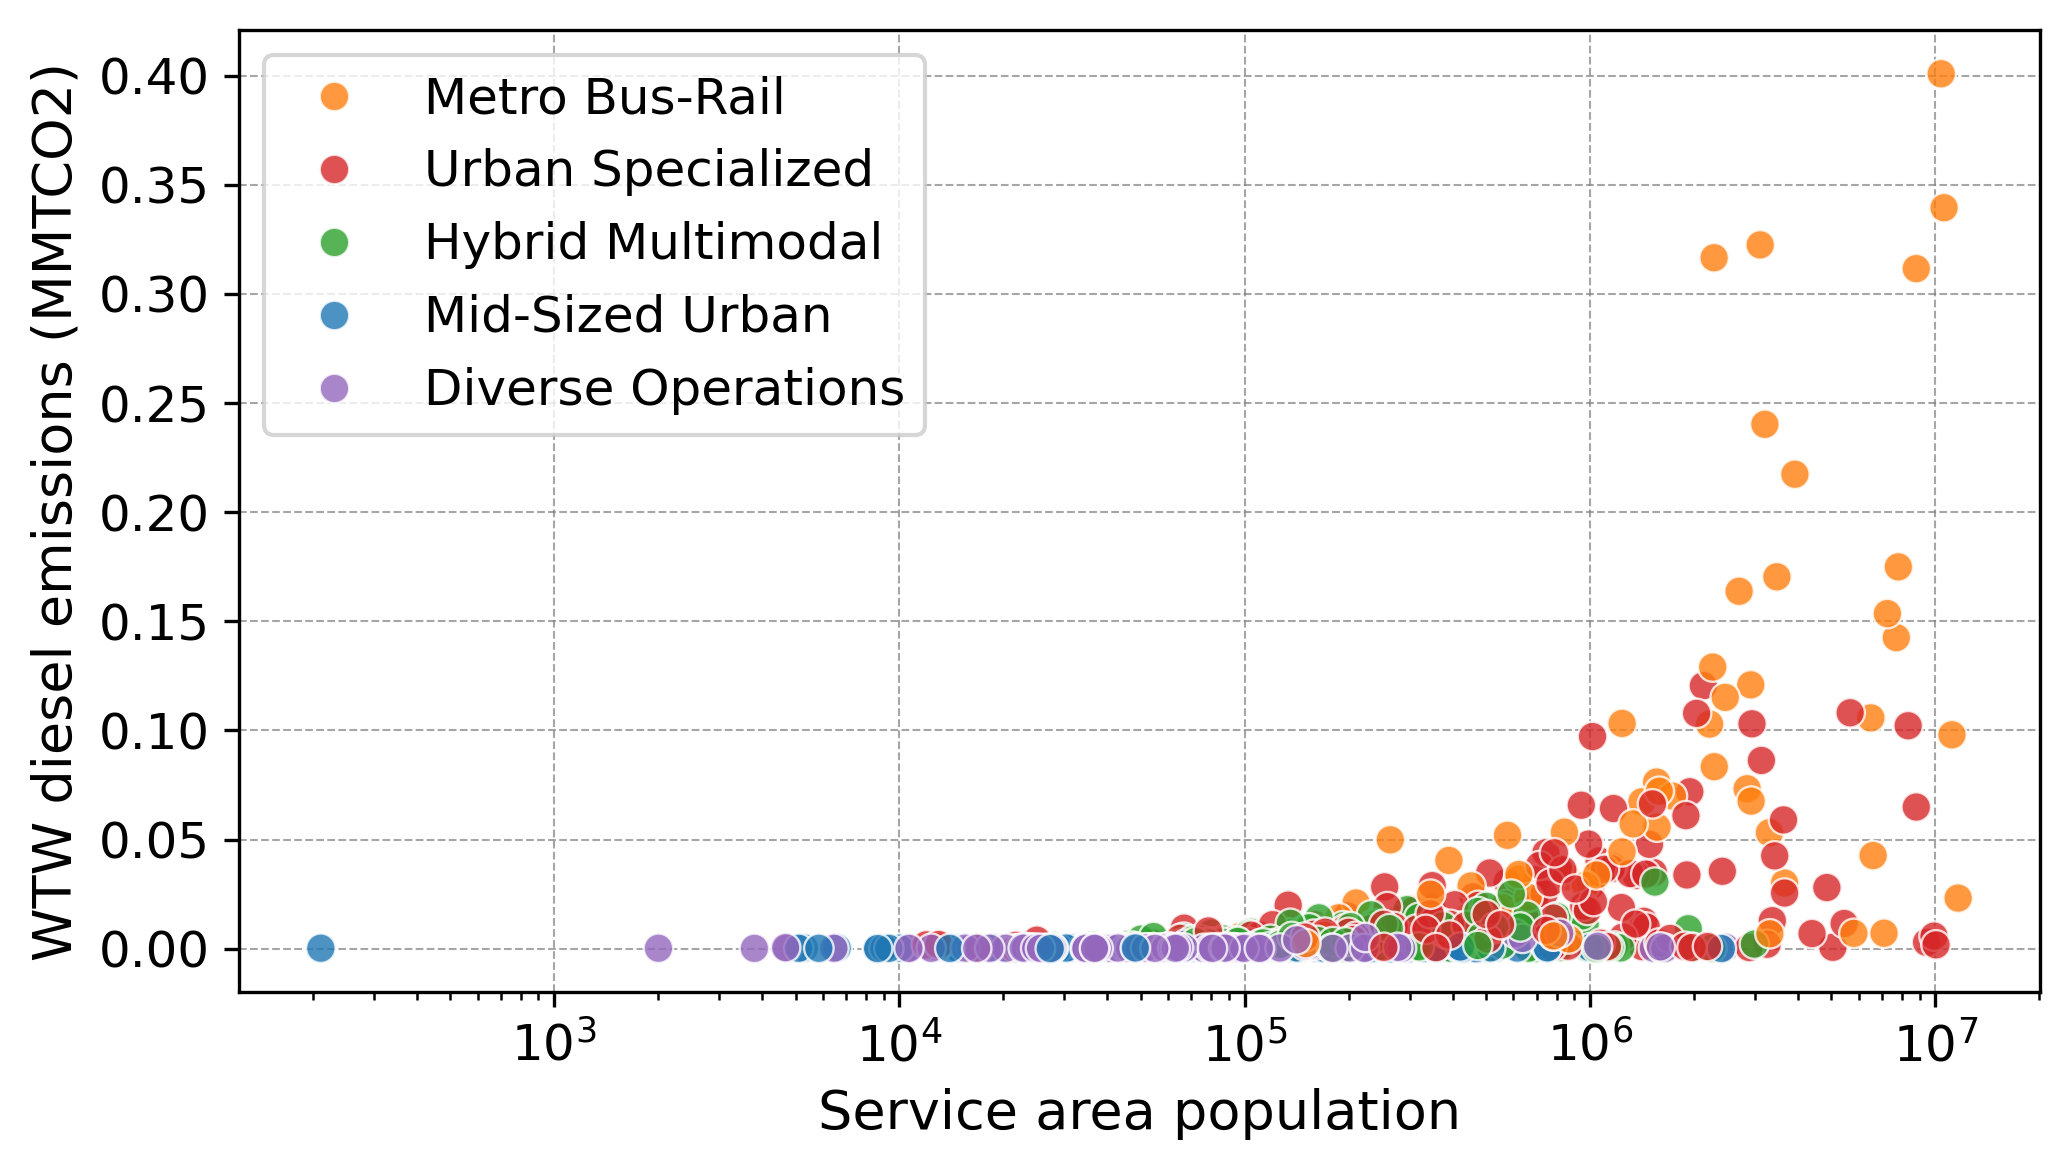 Metro Bus-Rail
Urban Specialized
Hybrid Multimodal
Mid-Sized Urban
Diverse Operations
WTW diesel emissions (MMTCO2)
0.40
0.35
0.30
0.25
0.20
0.15
0.10
0.05
0.00
10³ 10⁴ 10⁵ 10⁶ 10⁷
Service area population